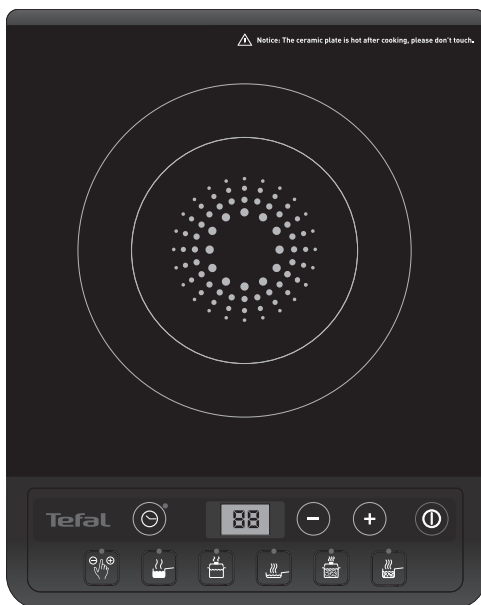 Notice: The ceramic plate is hot after cooking, please don't touch.
Tefal
88